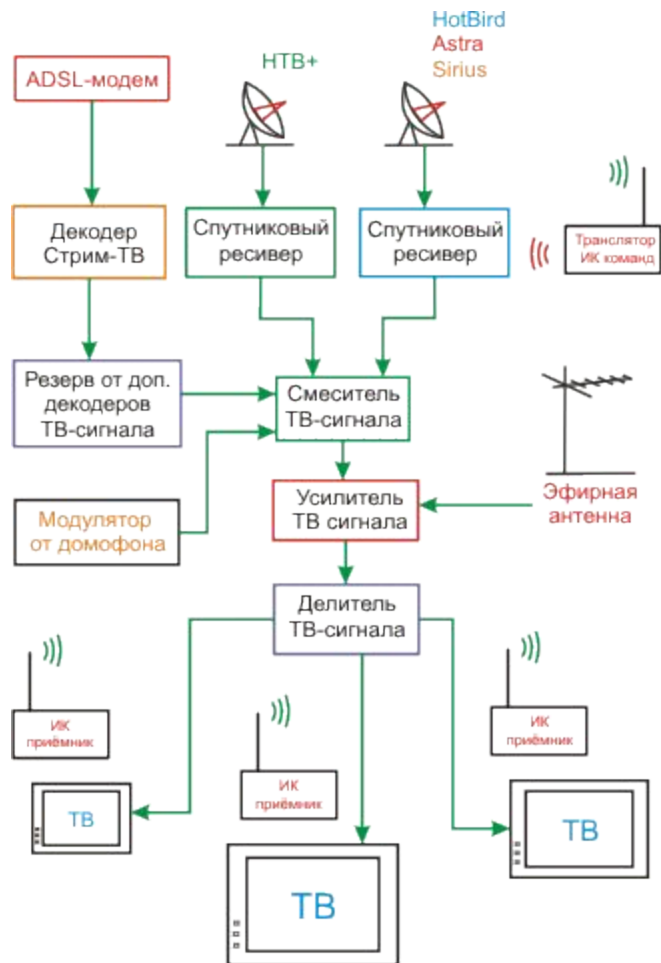 HotBird
Astra
Sirius
НТВ+
ADSL-модем
Декодер
Стрим-ТВ
Спутниковый
ресивер
Спутниковый
ресивер
Транслятор
ИК команд
Резерв от доп.
декодеров
ТВ-сигнала
Смеситель
ТВ-сигнала
Модулятор
от домофона
Усилитель
ТВ сигнала
Эфирная
антенна
Делитель
ТВ-сигнала
ИК
приёмник
ИК
приёмник
ИК
приёмник
ТВ
ТВ
ТВ